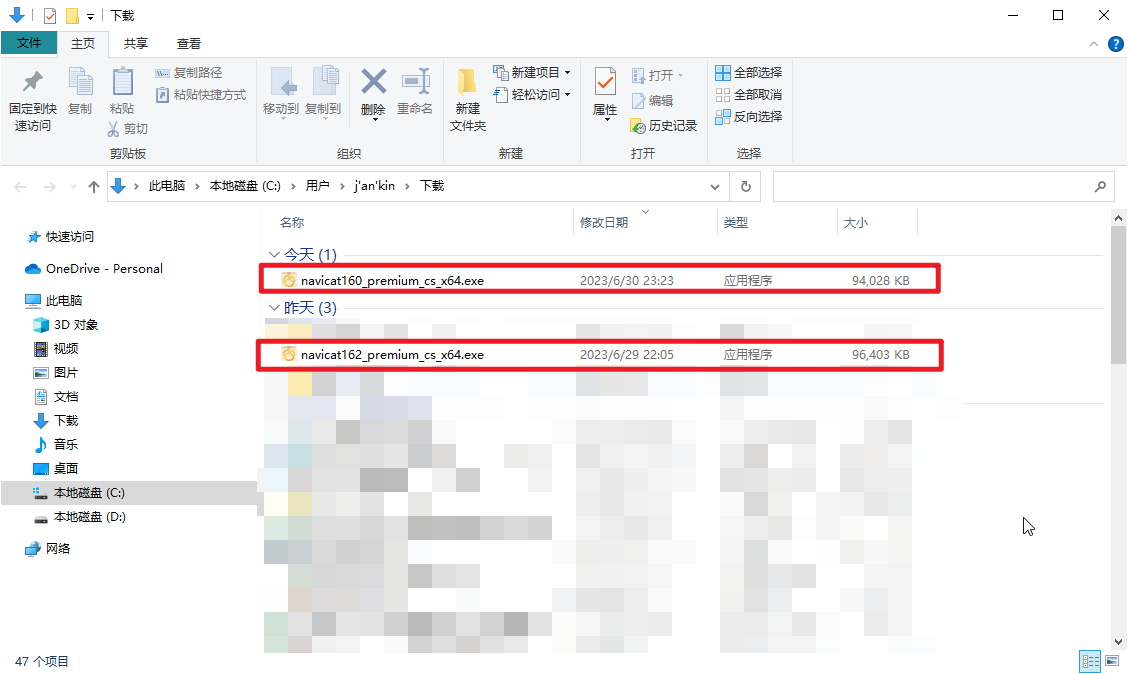 下载
文件 主页 共享 查看
固定到快速访问 复制 粘贴 复制路径 粘贴快捷方式 剪切
移动到 复制到 删除 重命名
新建文件夹 新建项目 轻松访问
属性 打开 编辑 历史记录
全部选择 全部取消 反向选择
剪贴板 组织 新建 打开 选择
此电脑 › 本地磁盘 (C:) › 用户 › j'an'kin › 下载
名称 修改日期 类型 大小
快速访问
OneDrive - Personal
此电脑
3D 对象
视频
图片
文档
下载
音乐
桌面
本地磁盘 (C:)
本地磁盘 (D:)
网络
今天 (1)
navicat160_premium_cs_x64.exe 2023/6/30 23:23 应用程序 94,028 KB
昨天 (3)
navicat162_premium_cs_x64.exe 2023/6/29 22:05 应用程序 96,403 KB
47 个项目